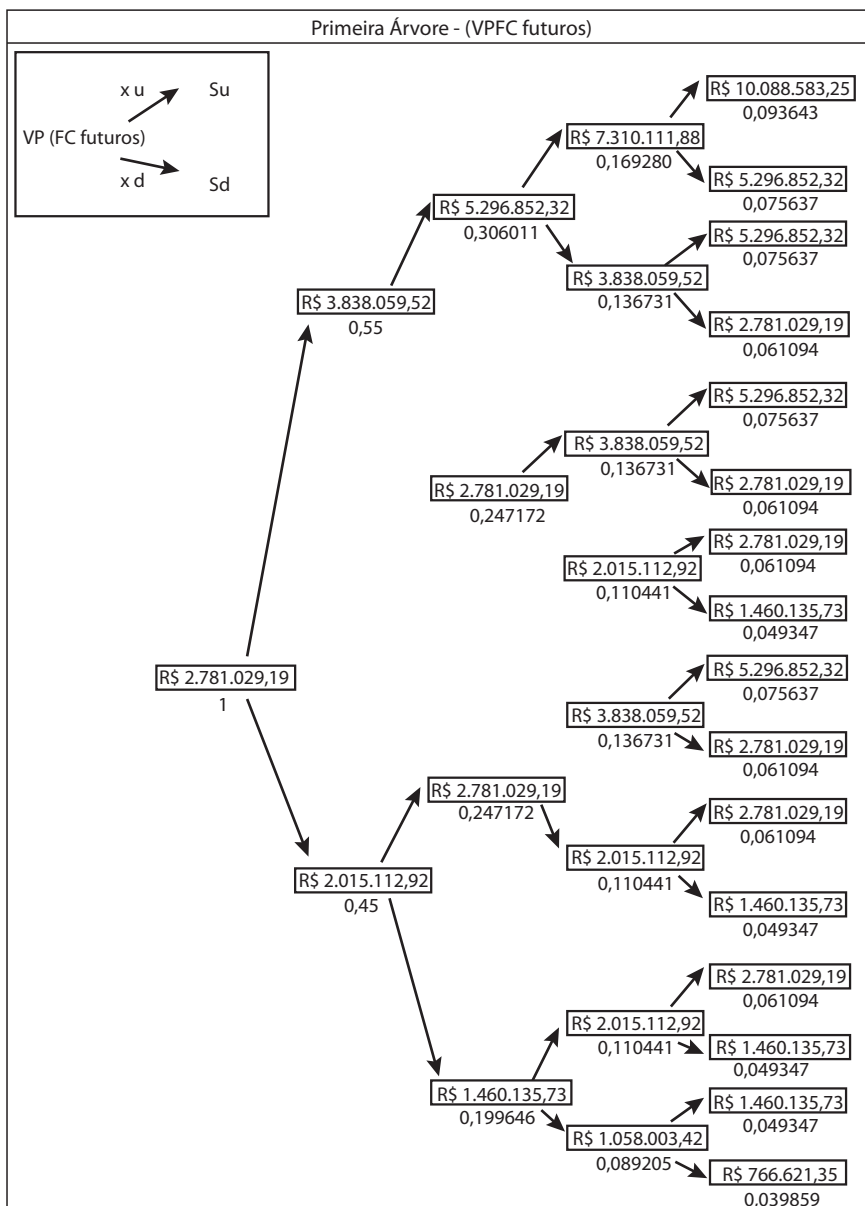 Primeira Árvore - (VPFC futuros)
x u
Su
VP (FC futuros)
x d
Sd
R$ 2.781.029,19
1
R$ 3.838.059,52
0,55
R$ 2.015.112,92
0,45
R$ 5.296.852,32
0,306011
R$ 2.781.029,19
0,247172
R$ 2.781.029,19
0,247172
R$ 1.460.135,73
0,199646
R$ 7.310.111,88
0,169280
R$ 3.838.059,52
0,136731
R$ 3.838.059,52
0,136731
R$ 2.015.112,92
0,110441
R$ 3.838.059,52
0,136731
R$ 2.015.112,92
0,110441
R$ 2.015.112,92
0,110441
R$ 1.058.003,42
0,089205
R$ 10.088.583,25
0,093643
R$ 5.296.852,32
0,075637
R$ 5.296.852,32
0,075637
R$ 2.781.029,19
0,061094
R$ 5.296.852,32
0,075637
R$ 2.781.029,19
0,061094
R$ 2.781.029,19
0,061094
R$ 1.460.135,73
0,049347
R$ 5.296.852,32
0,075637
R$ 2.781.029,19
0,061094
R$ 2.781.029,19
0,061094
R$ 1.460.135,73
0,049347
R$ 2.781.029,19
0,061094
R$ 1.460.135,73
0,049347
R$ 1.460.135,73
0,049347
R$ 766.621,35
0,039859